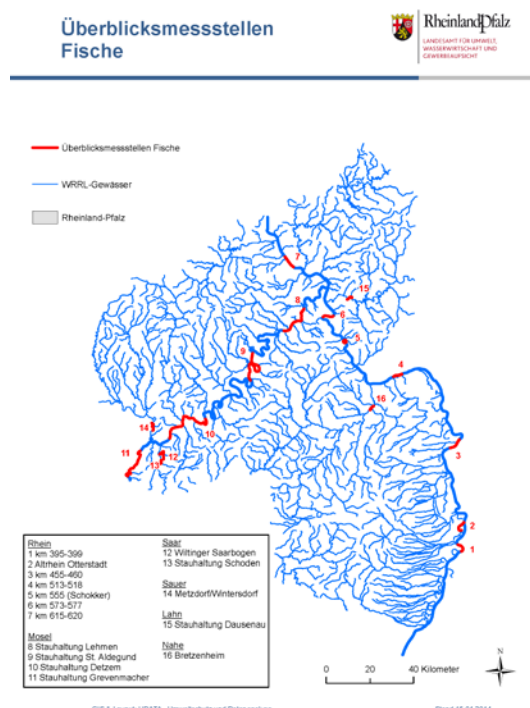 Überblicksmessstellen
Fische
RheinlandPfalz
LANDESAMT FÜR UMWELT,
WASSERWIRTSCHAFT UND
GEWERBEAUFSICHT
Überblicksmessstellen Fische
WRRL-Gewässer
Rheinland-Pfalz
7
15
8
6
5
9
4
16
14
10
3
11
12
13
2
1
Rhein
1 km 395-399
2 Altrhein Otterstadt
3 km 455-460
4 km 513-518
5 km 555 (Schokker)
6 km 573-577
7 km 615-620
Mosel
8 Stauhaltung Lehmen
9 Stauhaltung St. Aldegund
10 Stauhaltung Detzem
11 Stauhaltung Grevenmacher
Saar
12 Wiltinger Saarbogen
13 Stauhaltung Schoden
Sauer
14 Metzdorf/Wintersdorf
Lahn
15 Stauhaltung Dausenau
Nahe
16 Bretzenheim
0 20 40 Kilometer
N